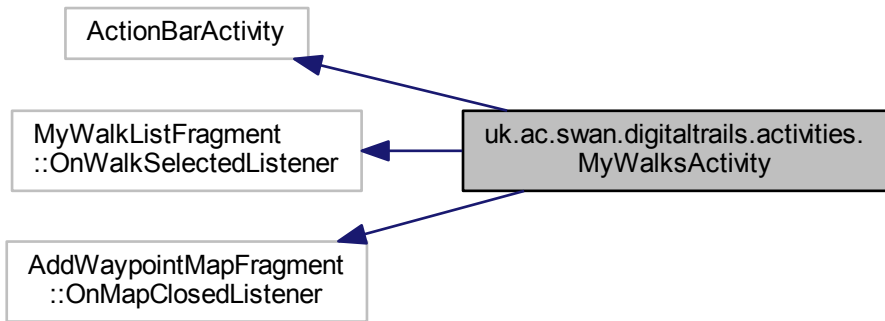 ActionBarActivity
MyWalkListFragment
::OnWalkSelectedListener
uk.ac.swan.digitaltrails.activities.
MyWalksActivity
AddWaypointMapFragment
::OnMapClosedListener